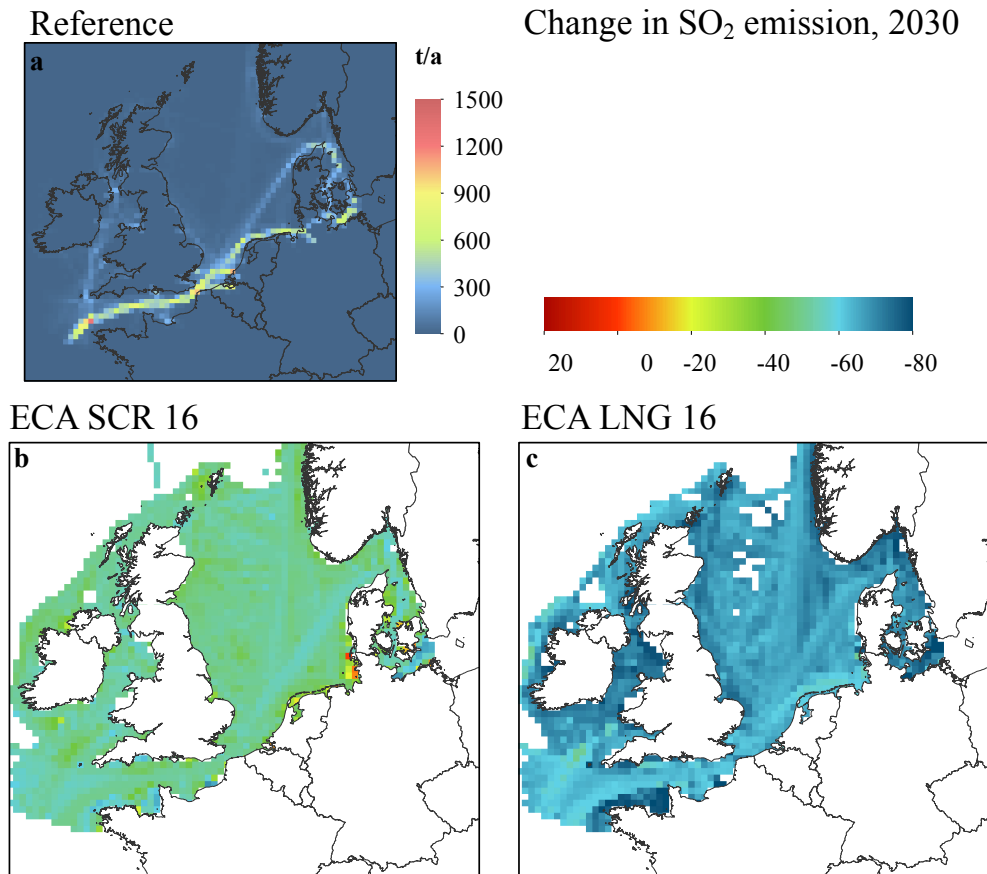 Reference
Change in SO₂ emission, 2030
a
t/a
1500
1200
900
600
300
0
20 0 -20 -40 -60 -80
ECA SCR 16
ECA LNG 16
b
c